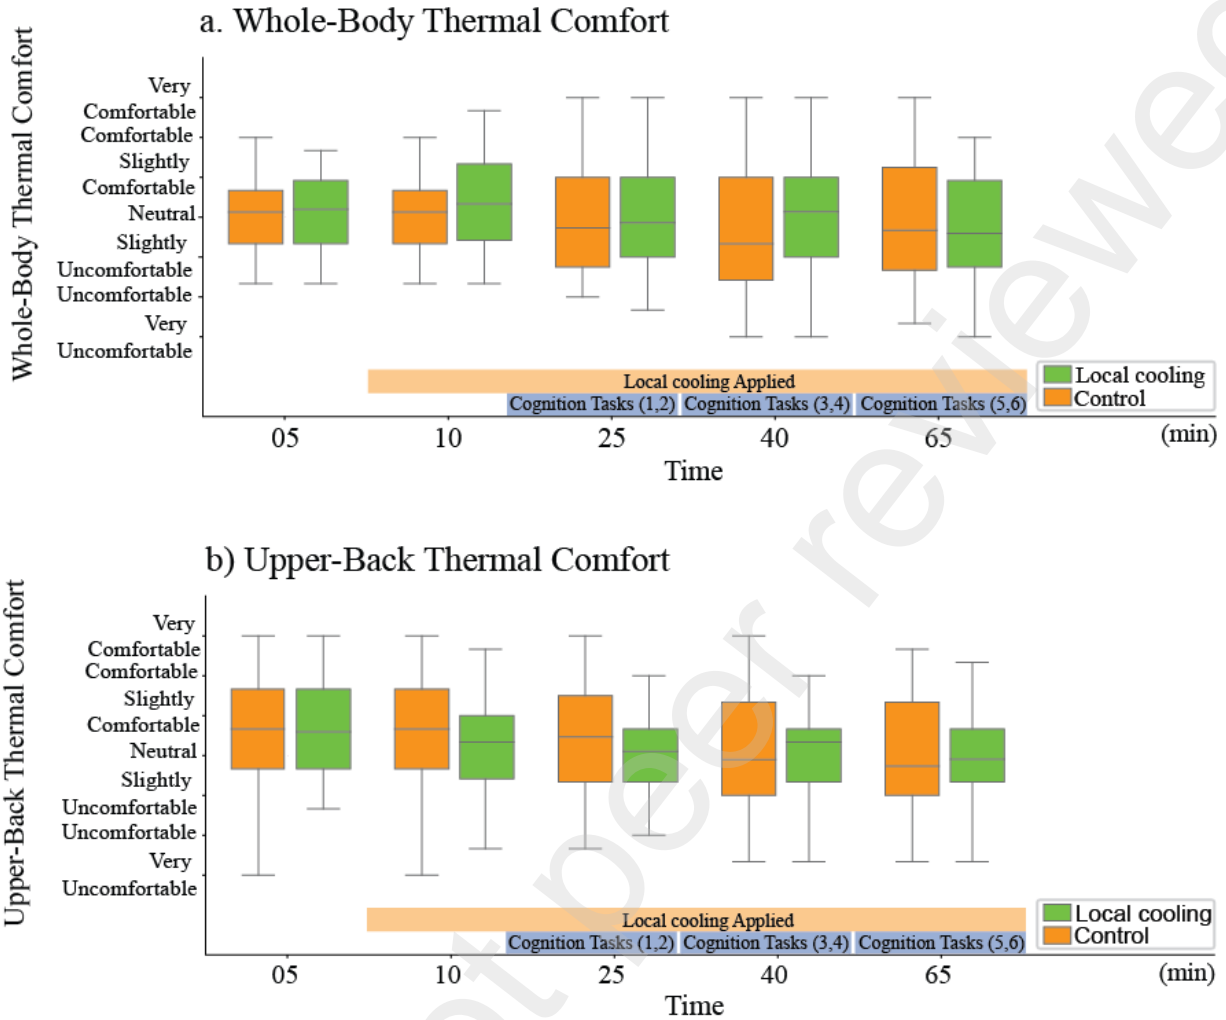 a. Whole-Body Thermal Comfort
Whole-Body Thermal Comfort
Very
Comfortable
Comfortable
Slightly
Comfortable
Neutral
Slightly
Uncomfortable
Uncomfortable
Very
Uncomfortable
Local cooling Applied
Cognition Tasks (1,2)
Cognition Tasks (3,4)
Cognition Tasks (5,6)
Local cooling
Control
05
10
25
40
65
(min)
Time
b) Upper-Back Thermal Comfort
Upper-Back Thermal Comfort
Very
Comfortable
Comfortable
Slightly
Comfortable
Neutral
Slightly
Uncomfortable
Uncomfortable
Very
Uncomfortable
Local cooling Applied
Cognition Tasks (1,2)
Cognition Tasks (3,4)
Cognition Tasks (5,6)
Local cooling
Control
05
10
25
40
65
(min)
Time
peer reviewed